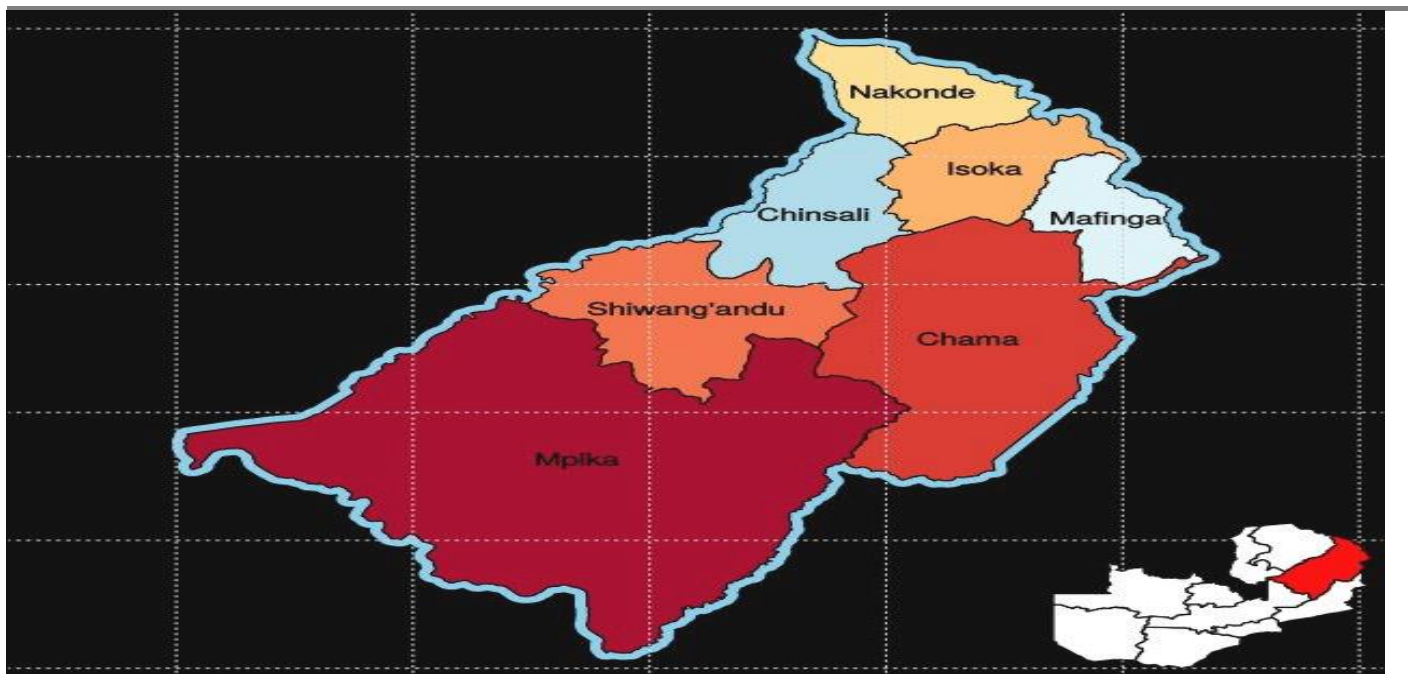 Nakonde
Isoka
Chinsali
Mafinga
Shiwang'andu
Chama
Mpika